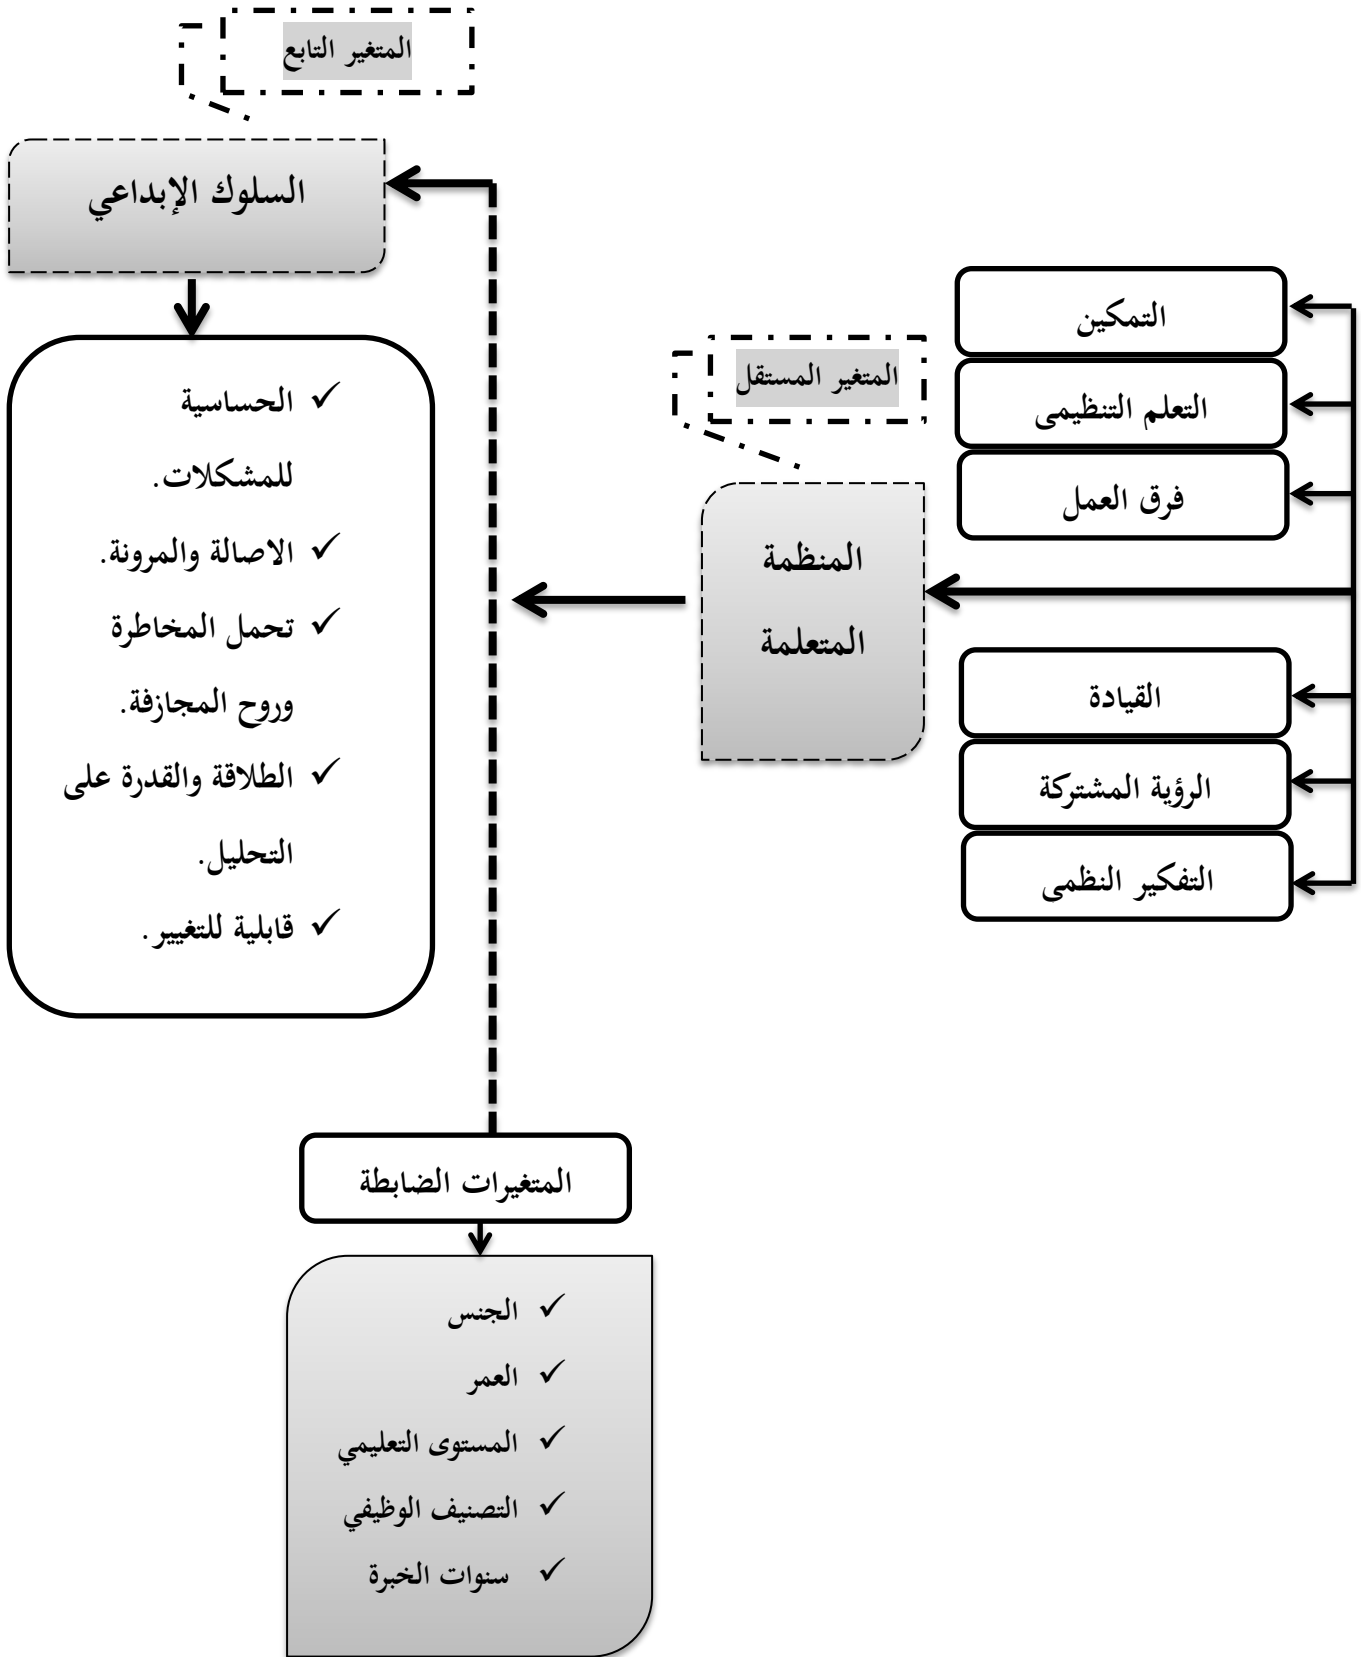 المتغير التابع
السلوك الإبداعي
التمكين
المتغير المستقل
التعلم التنظيمى
فرق العمل
المنظمة
المتعلمة
القيادة
الرؤية المشتركة
التفكير النظمى
✓ الحساسية
للمشكلات.
✓ الاصالة والمرونة.
✓ تحمل المخاطرة
وروح المجازفة.
✓ الطلاقة والقدرة على
التحليل.
✓ قابلية للتغيير.
المتغيرات الضابطة
✓ الجنس
✓ العمر
✓ المستوى التعليمي
✓ التصنيف الوظيفي
✓ سنوات الخبرة